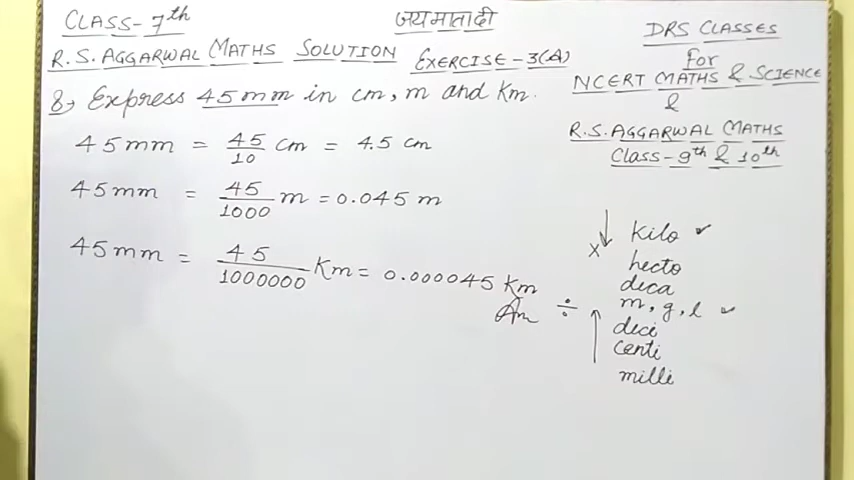 CLASS-7th
जय माता दी
R.S. AGGARWAL MATHS SOLUTION EXERCISE-3(A)
8→ Express 45mm in cm, m and Km.
45mm = 45/10 cm = 4.5 cm
45mm = 45/1000 m = 0.045 m
45mm = 45/1000000 Km = 0.000045 Km
Am
DRS CLASSES
For
NCERT MATHS & SCIENCE
&
R.S. AGGARWAL MATHS
Class-9th & 10th
↓ Kilo ✓
× hecto
deca
÷ m, g, l ✓
↑ deci
centi
milli